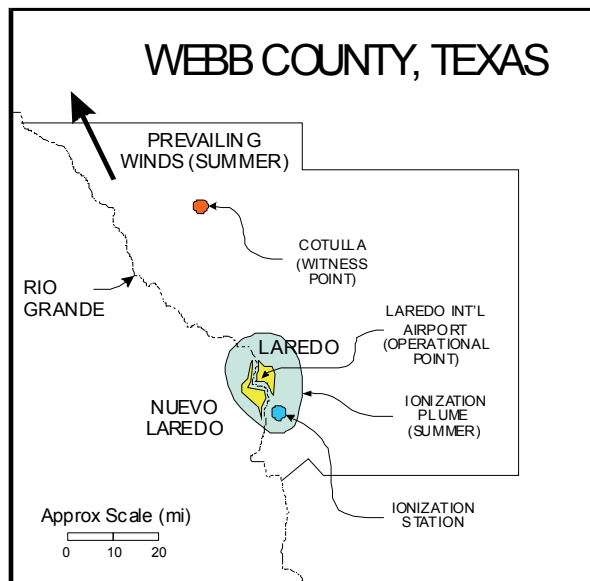 WEBB COUNTY, TEXAS
PREVAILING
WINDS (SUMMER)
COTULLA
(WITNESS
POINT)
RIO
GRANDE
LAREDO INT'L
AIRPORT
(OPERATIONAL
POINT)
LAREDO
IONIZATION
PLUME
(SUMMER)
NUEVO
LAREDO
IONIZATION
STATION
Approx Scale (mi)
0 10 20